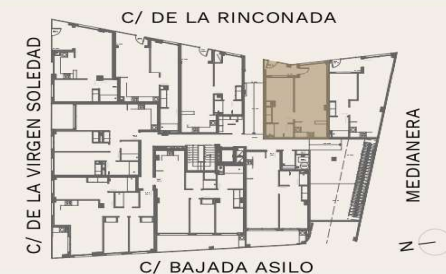 C/ DE LA RINCONADA
C/ DE LA VIRGEN SOLEDAD
MEDIANERA
N
C/ BAJADA ASILO